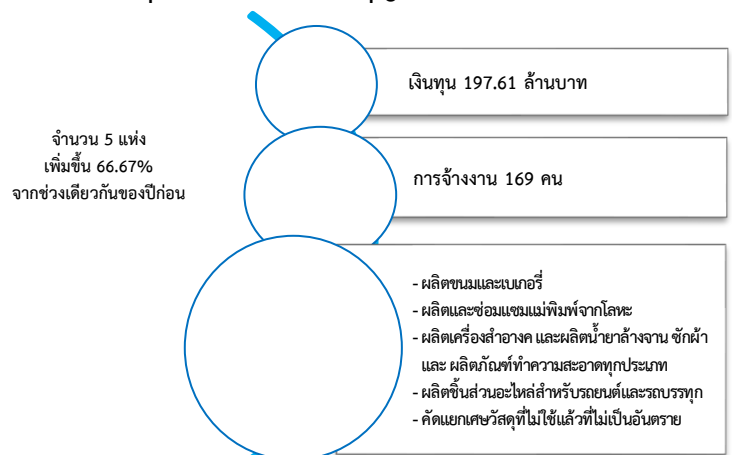 เงินทุน 197.61 ล้านบาท
จำนวน 5 แห่ง
เพิ่มขึ้น 66.67%
จากช่วงเดียวกันของปีก่อน
การจ้างงาน 169 คน
- ผลิตขนมและเบเกอรี่
- ผลิตและซ่อมแซมแม่พิมพ์จากโลหะ
- ผลิตเครื่องสำอางค และผลิตน้ำยาล้างจาน ซักผ้า
และ ผลิตภัณฑ์ทำความสะอาดทุกประเภท
- ผลิตชิ้นส่วนอะไหล่สำหรับรถยนต์และรถบรรทุก
- คัดแยกเศษวัสดุที่ไม่ใช้แล้วที่ไม่เป็นอันตราย